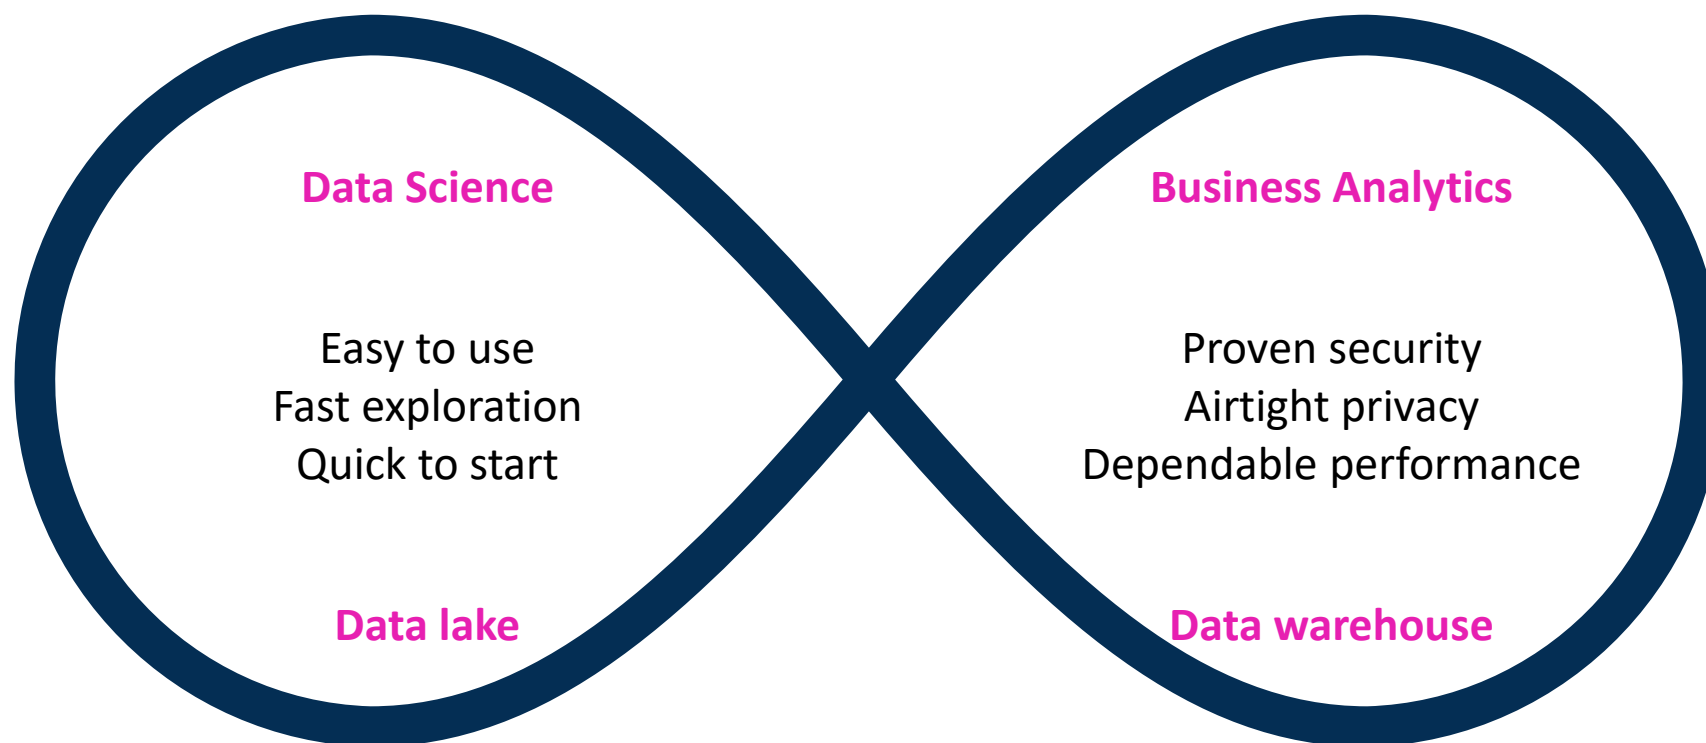 Data Science
Easy to use
Fast exploration
Quick to start
Data lake
Business Analytics
Proven security
Airtight privacy
Dependable performance
Data warehouse